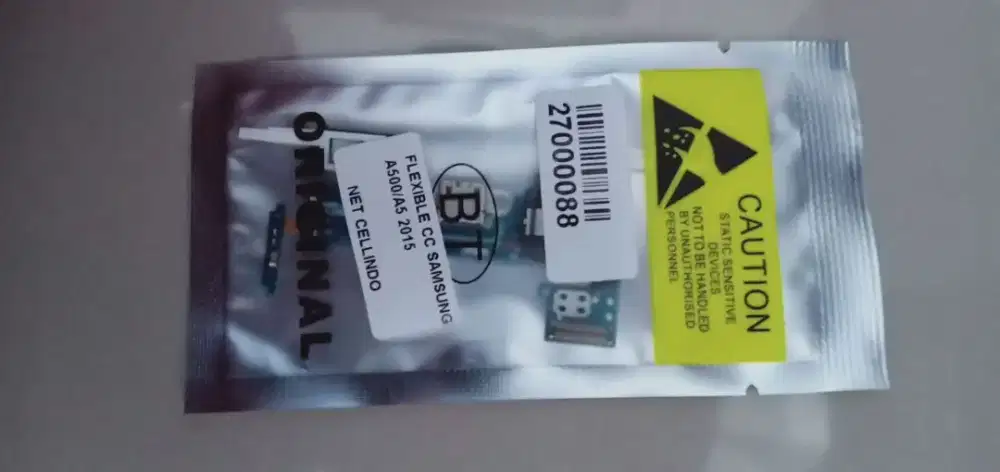 ORIGINAL
FLEXIBLE CC SAMSUNG
A500/A5 2015
NET CELLINDO
BT
27000088
CAUTION
STATIC SENSITIVE
DEVICES
NOT TO BE HANDLED
BY UNAUTHORISED
PERSONNEL